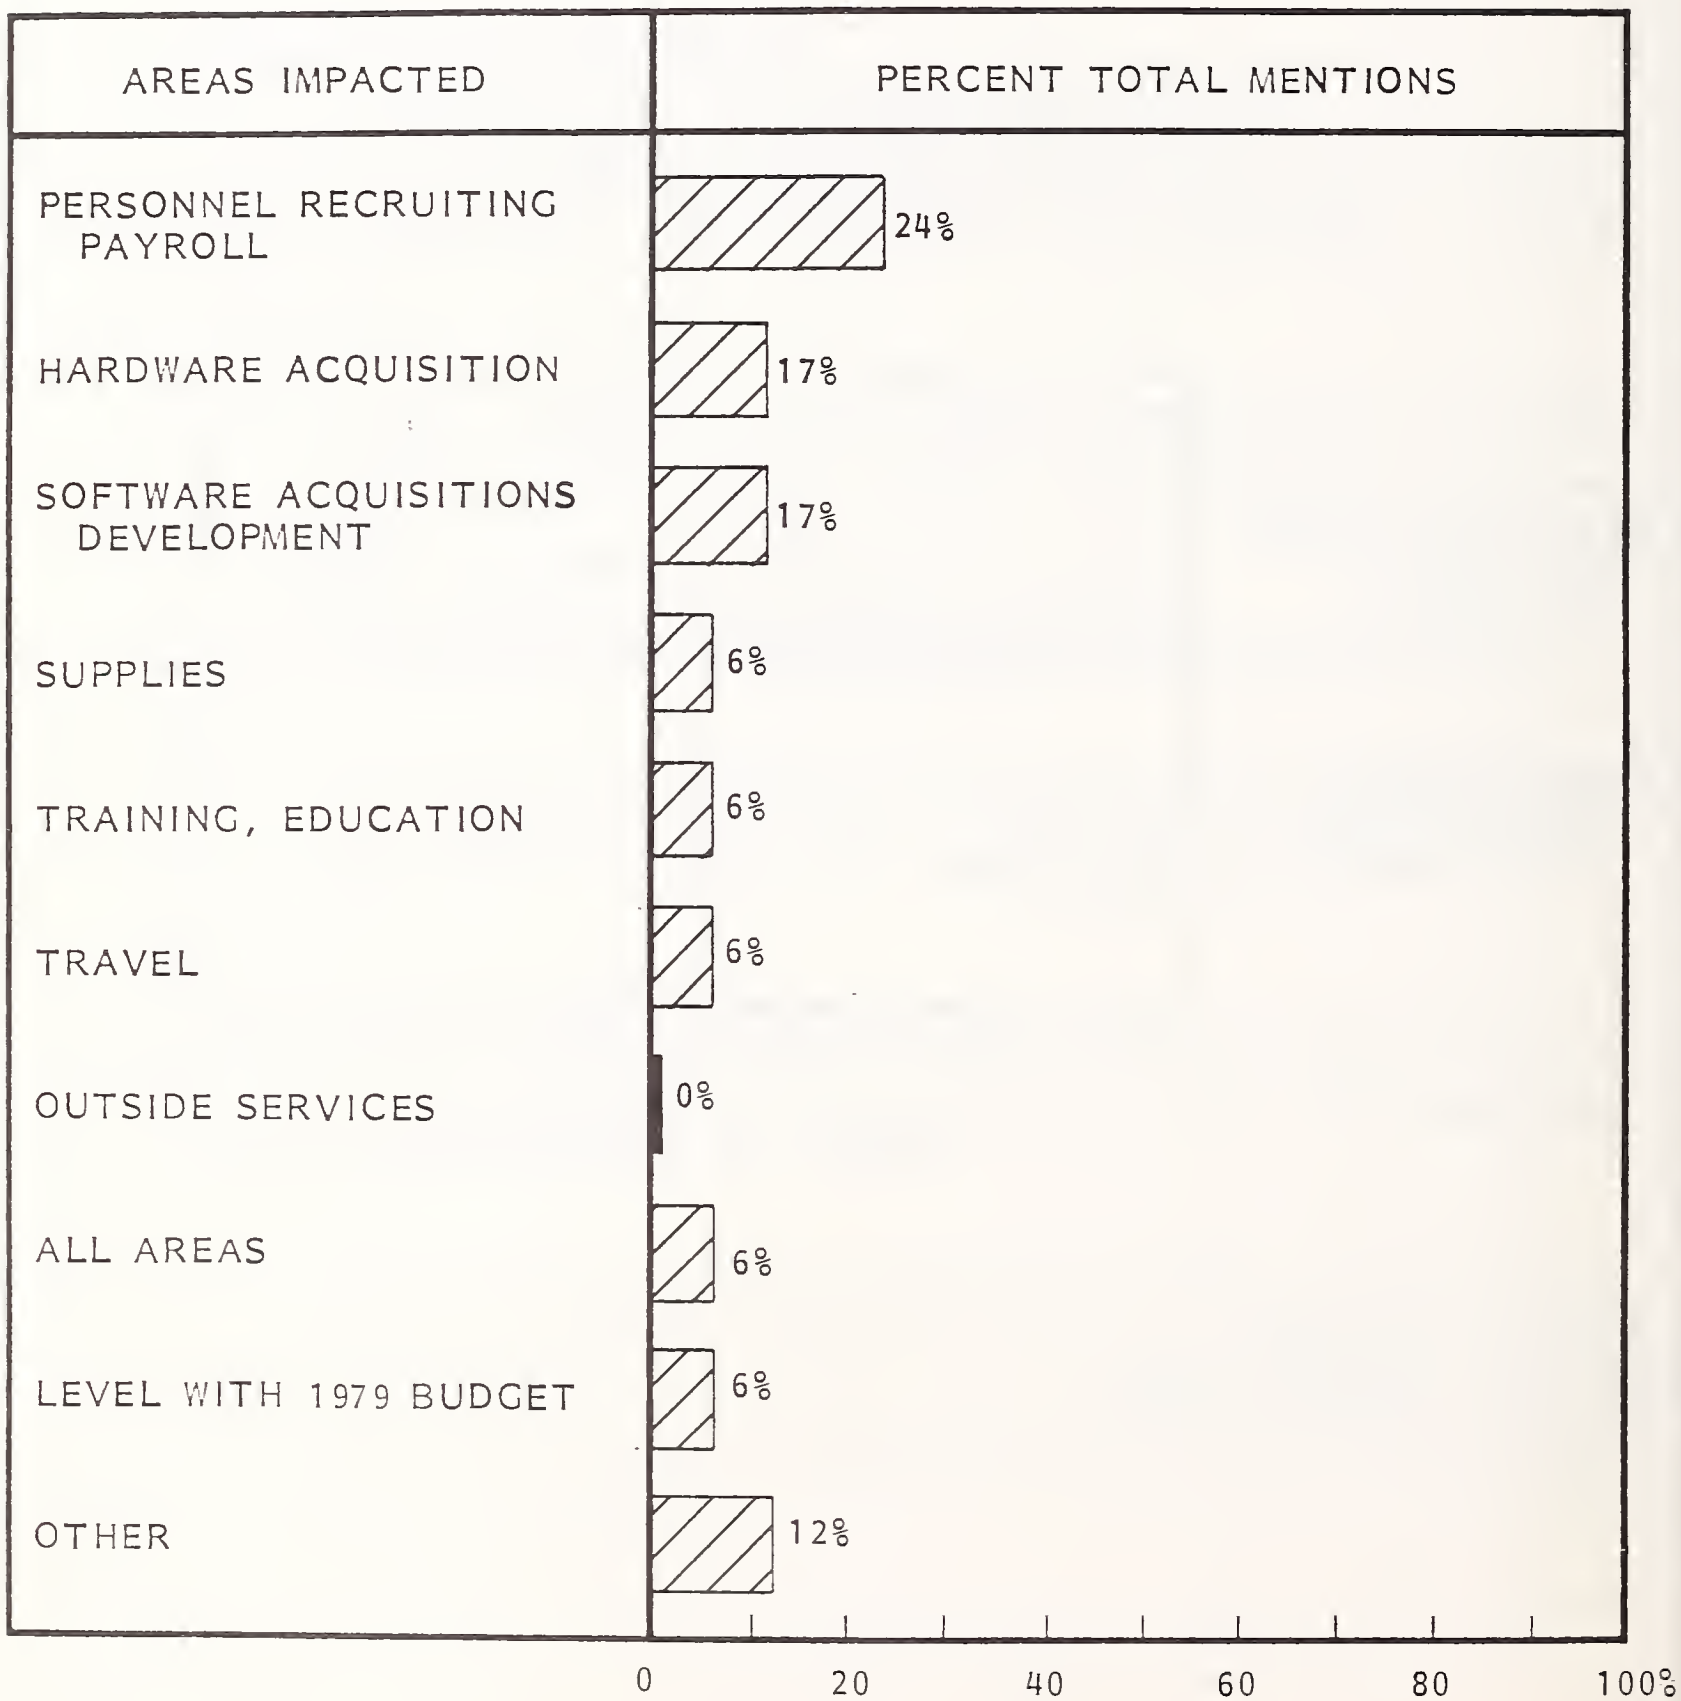 AREAS IMPACTED
PERCENT TOTAL MENTIONS
PERSONNEL RECRUITING
PAYROLL
24%
HARDWARE ACQUISITION
17%
SOFTWARE ACQUISITIONS
DEVELOPMENT
17%
SUPPLIES
6%
TRAINING, EDUCATION
6%
TRAVEL
6%
OUTSIDE SERVICES
0%
ALL AREAS
6%
LEVEL WITH 1979 BUDGET
6%
OTHER
12%
0 20 40 60 80 100%